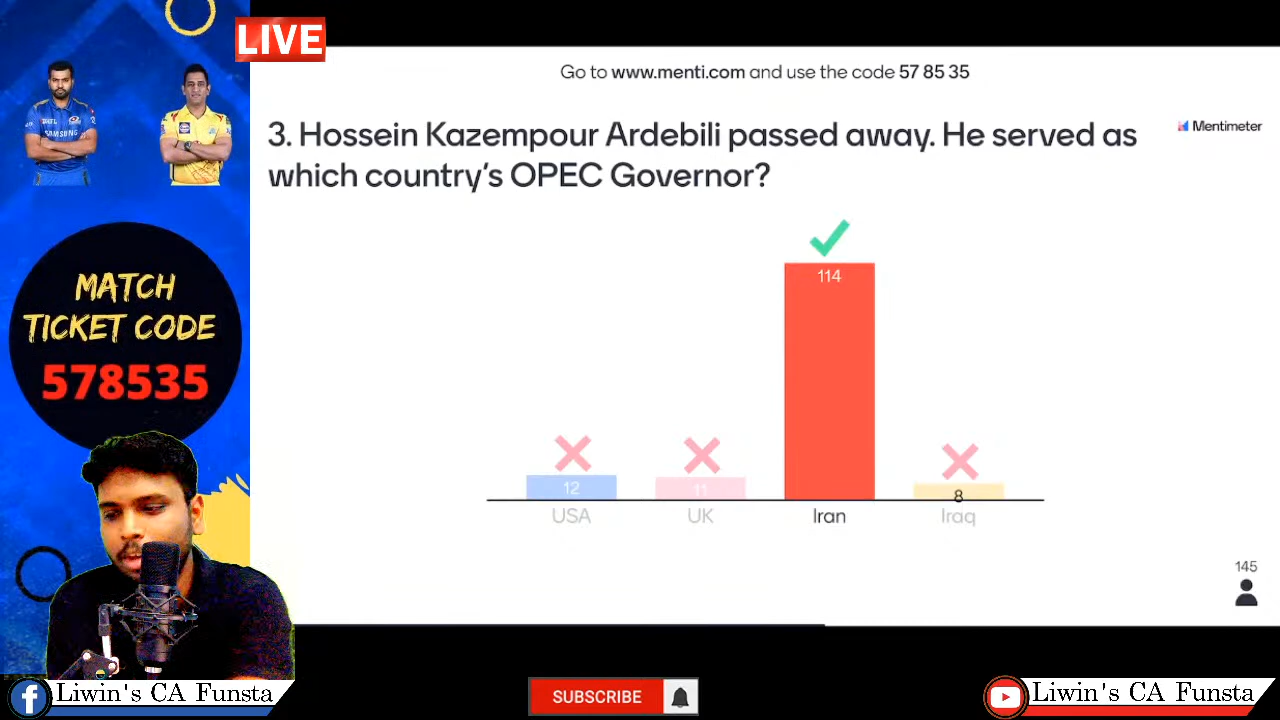 LIVE
Go to www.menti.com and use the code 57 85 35
3. Hossein Kazempour Ardebili passed away. He served as
which country's OPEC Governor?
Mentimeter
SAMSUNG
MATCH
TICKET CODE
578535
114
12
11
8
USA
UK
Iran
Iraq
145
Liwin's CA Funsta
SUBSCRIBE
Liwin's CA Funsta